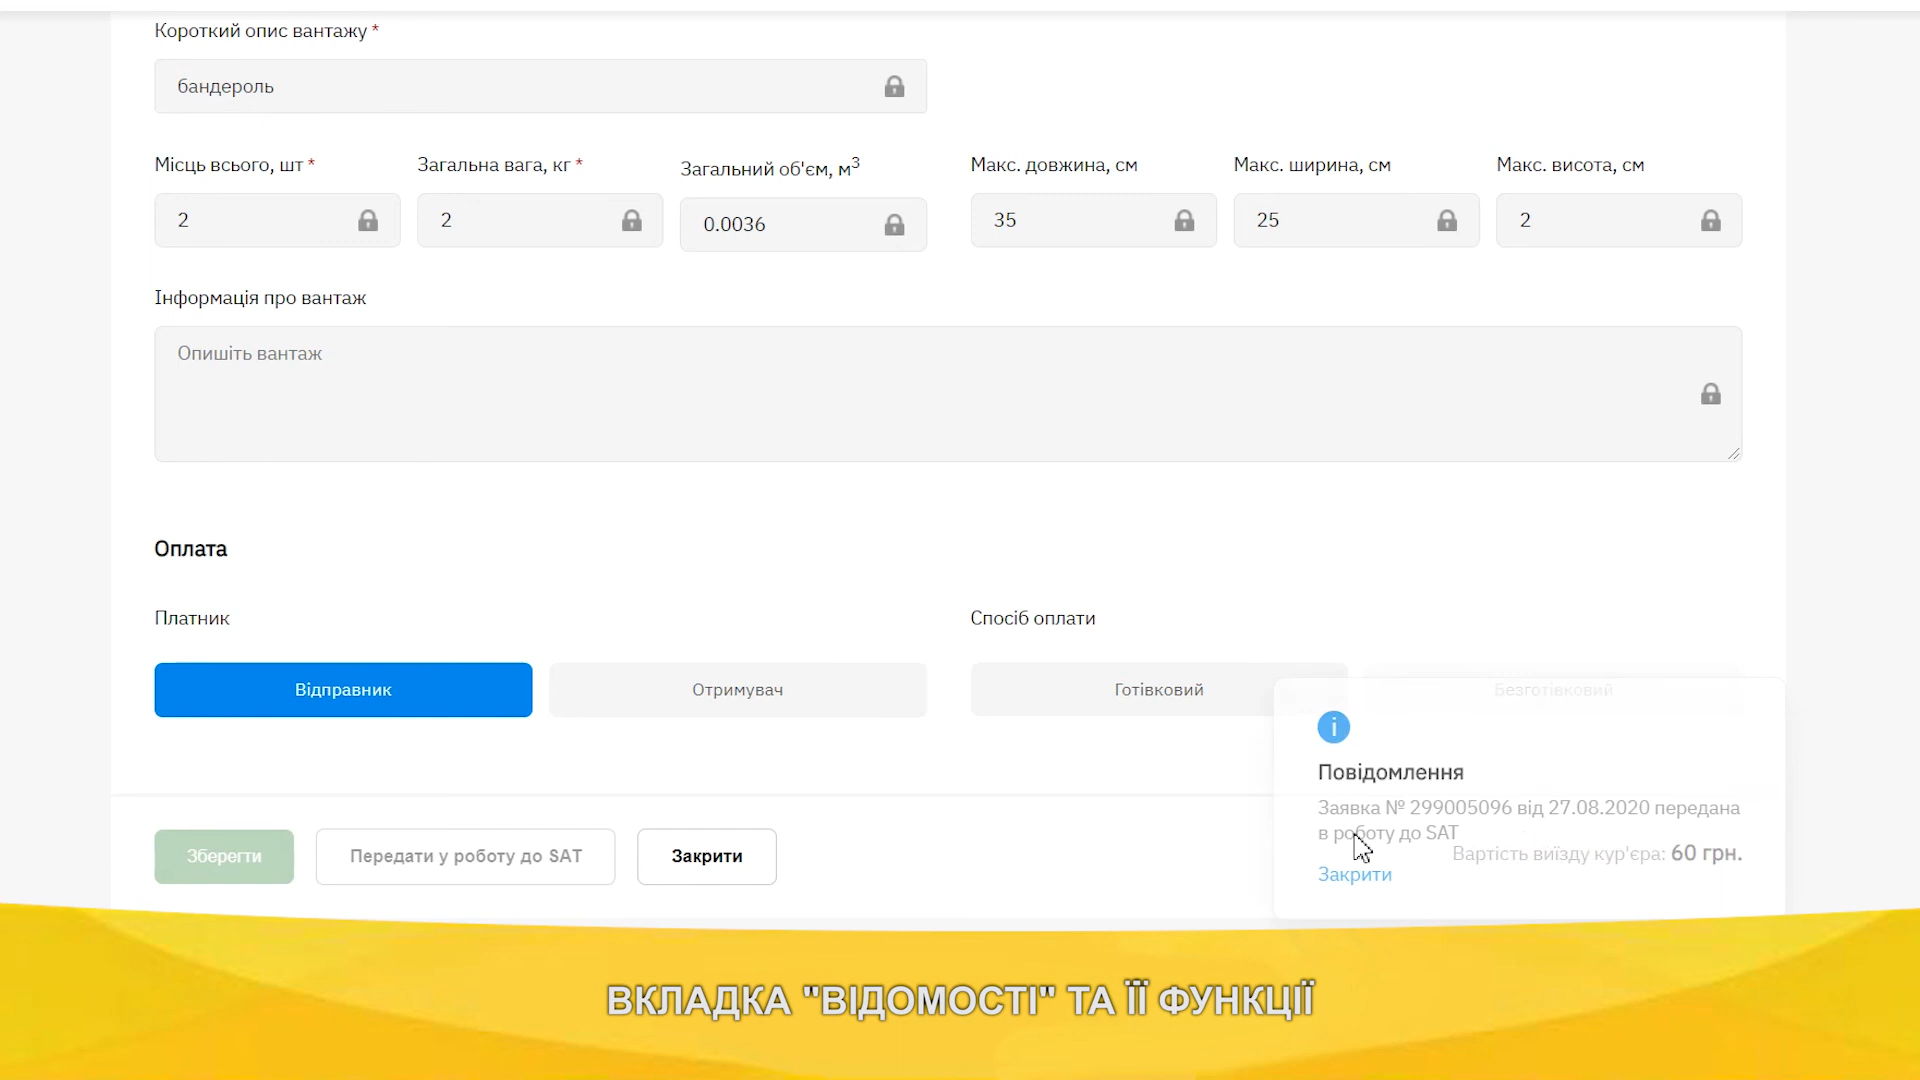 Короткий опис вантажу *
бандероль
Місць всього, шт * Загальна вага, кг * Загальний об'єм, м³ Макс. довжина, см Макс. ширина, см Макс. висота, см
2 2 0.0036 35 25 2
Інформація про вантаж
Опишіть вантаж
Оплата
Платник Спосіб оплати
Відправник Отримувач Готівковий Безготівковий
Повідомлення
Заявка № 299005096 від 27.08.2020 передана
в роботу до SAT
Вартість виїзду кур'єра: 60 грн.
Закрити
Зберегти Передати у роботу до SAT Закрити
ВКЛАДКА "ВІДОМОСТІ" ТА ЇЇ ФУНКЦІЇ